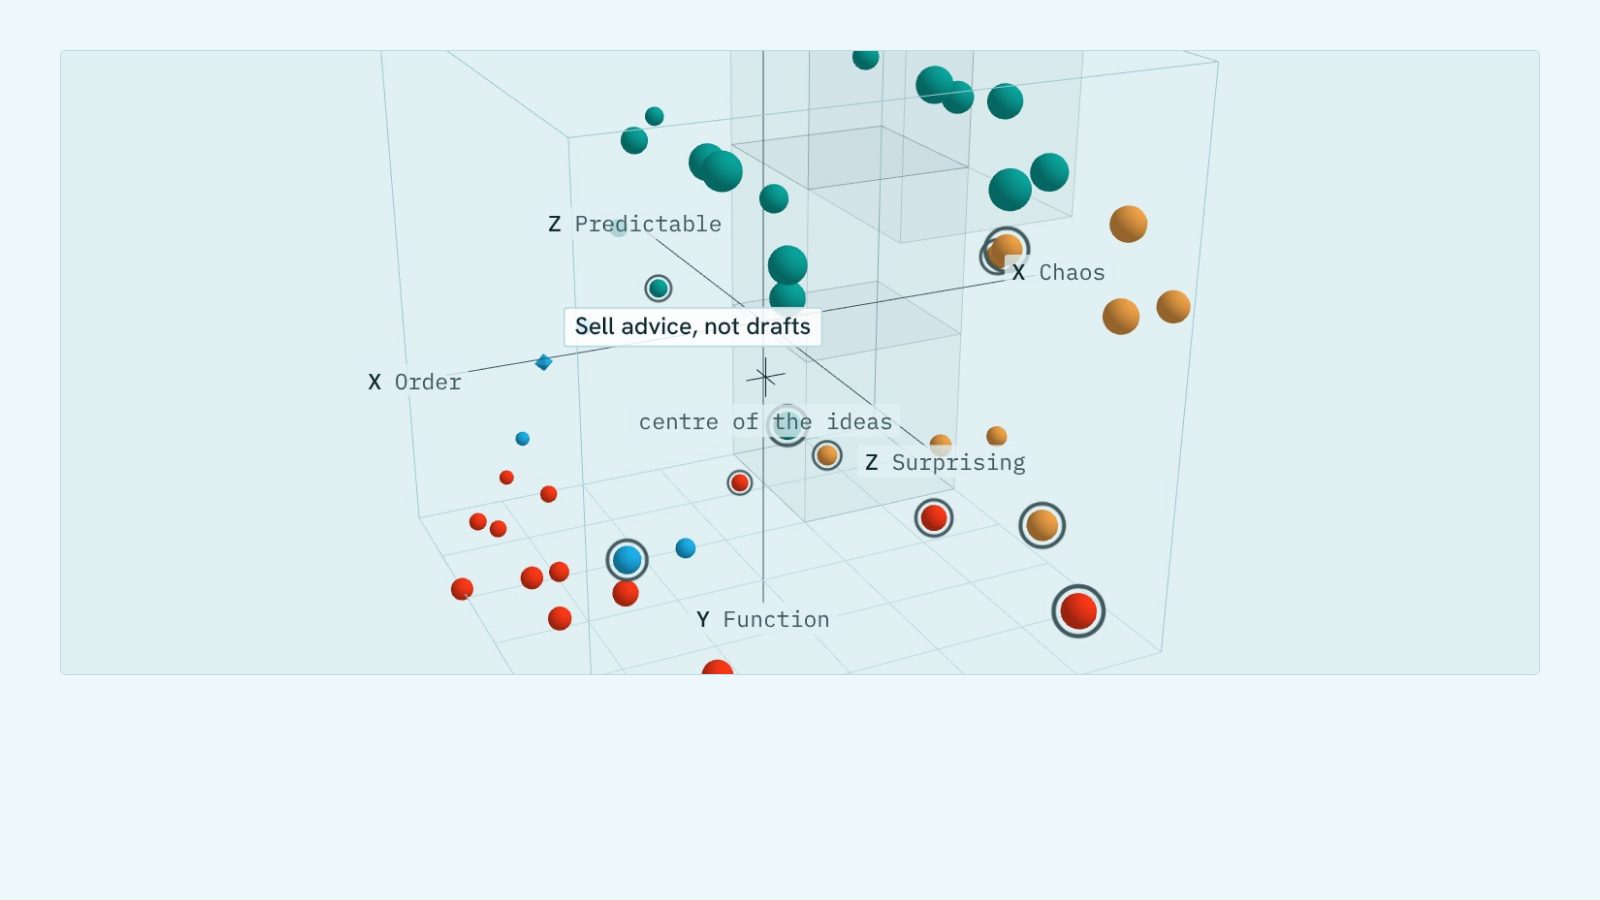 Z Predictable
X Chaos
Sell advice, not drafts
X Order
centre of the ideas
Z Surprising
Y Function